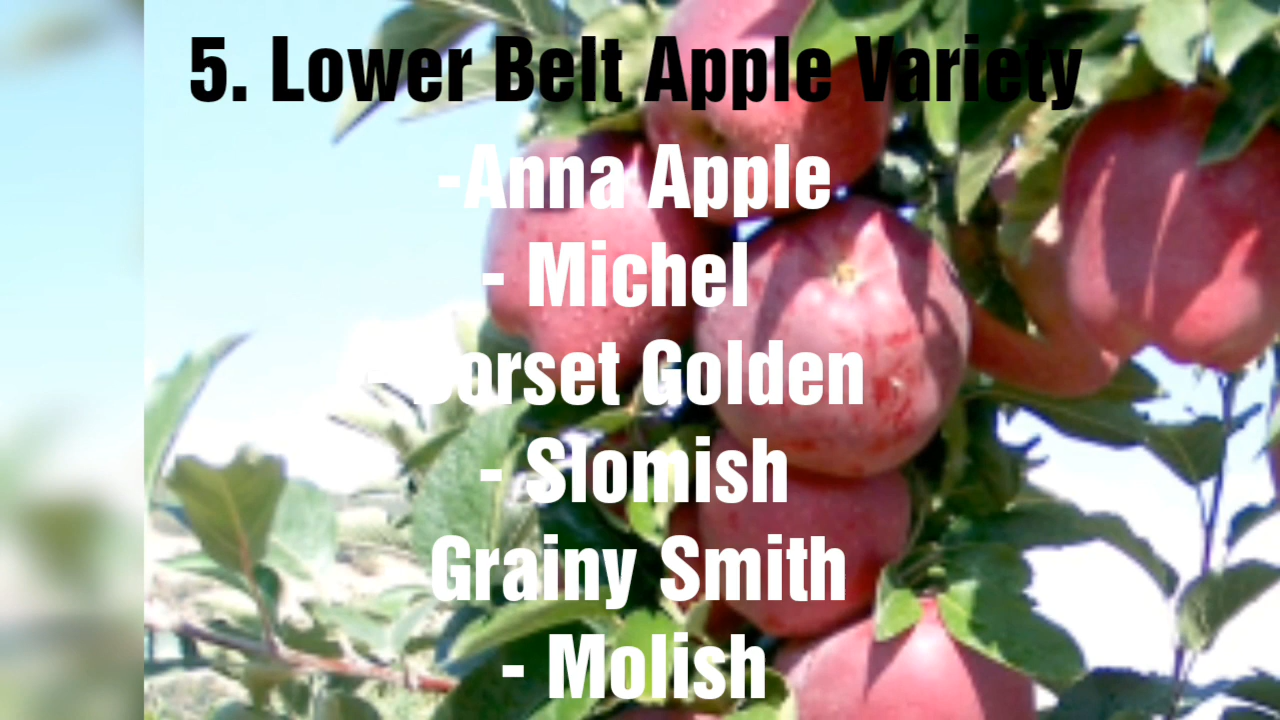 5. Lower Belt Apple Variety
-Anna Apple
- Michel
- Dorset Golden
- Slomish
Grainy Smith
- Molish